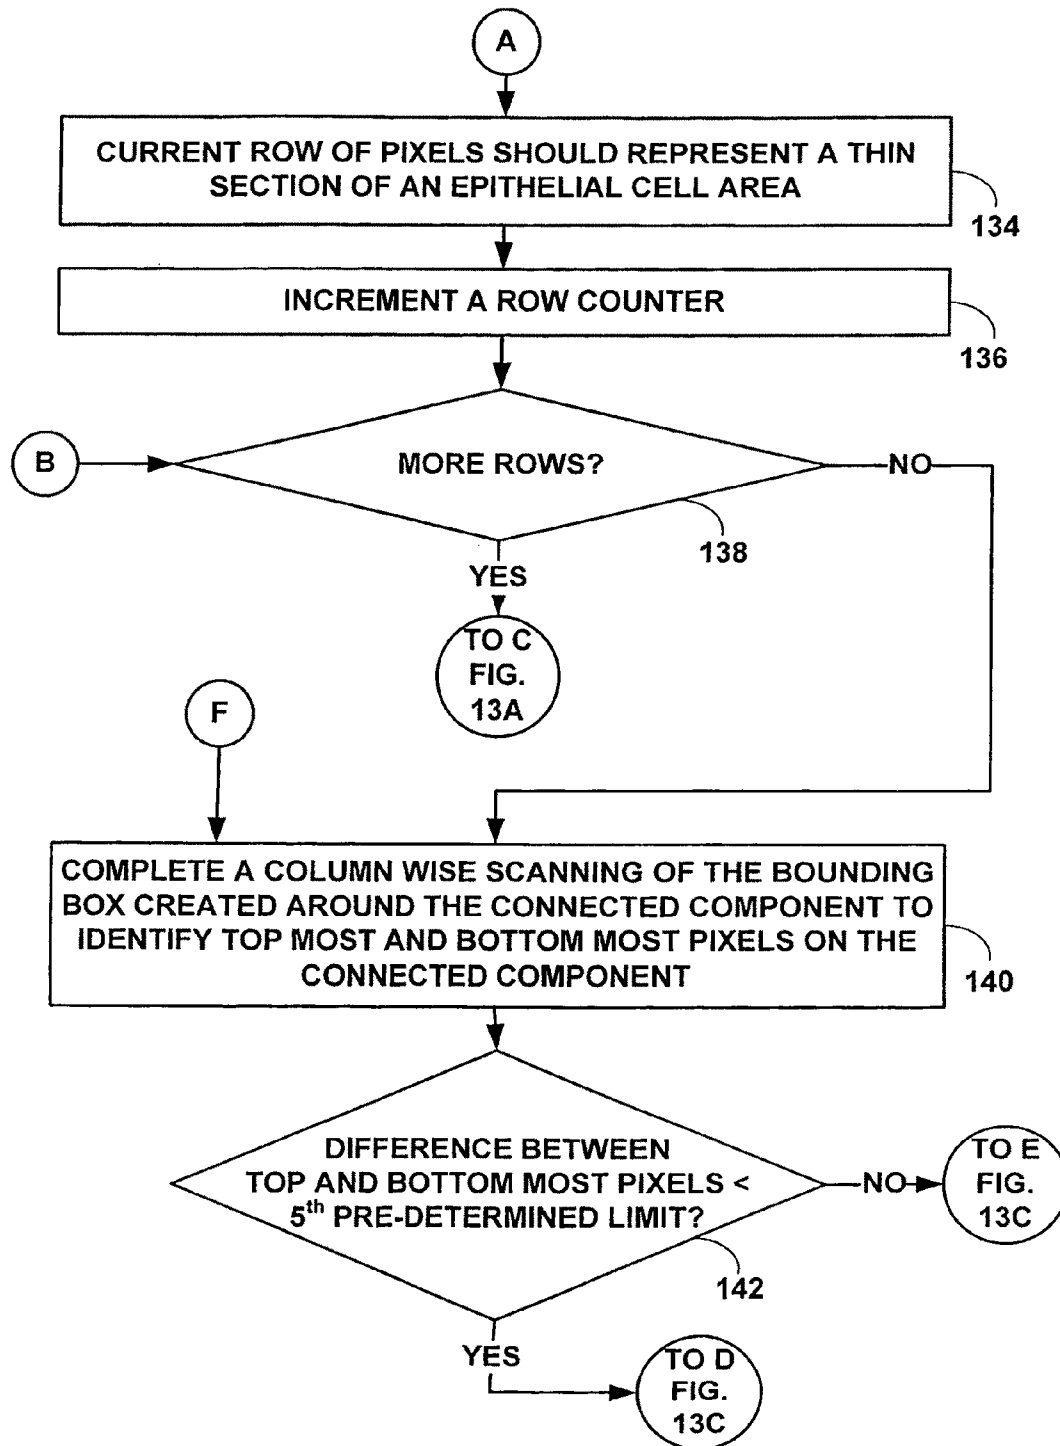 A
CURRENT ROW OF PIXELS SHOULD REPRESENT A THIN
SECTION OF AN EPITHELIAL CELL AREA
134
INCREMENT A ROW COUNTER
136
B
MORE ROWS?
NO
138
YES
TO C
FIG.
13A
F
COMPLETE A COLUMN WISE SCANNING OF THE BOUNDING
BOX CREATED AROUND THE CONNECTED COMPONENT TO
IDENTIFY TOP MOST AND BOTTOM MOST PIXELS ON THE
CONNECTED COMPONENT
140
DIFFERENCE BETWEEN
TOP AND BOTTOM MOST PIXELS <
5th PRE-DETERMINED LIMIT?
NO
TO E
FIG.
13C
142
YES
TO D
FIG.
13C